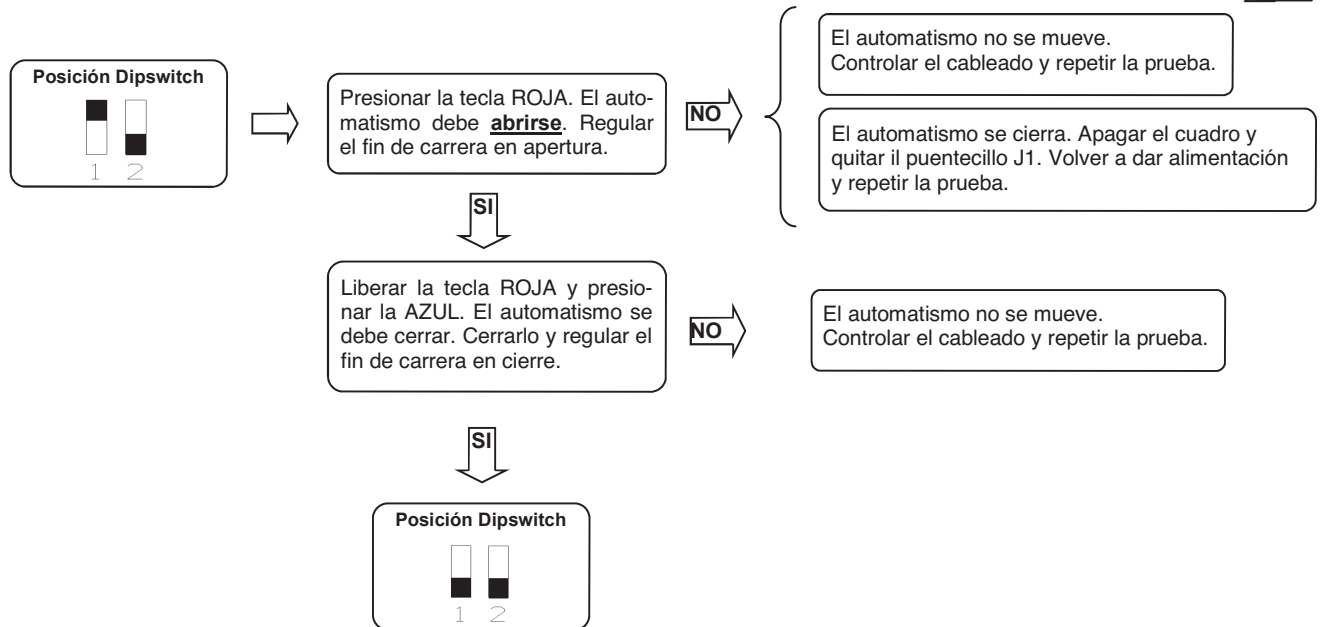 Posición Dipswitch
1 2
Presionar la tecla ROJA. El auto-
matismo debe abrirse. Regular
el fin de carrera en apertura.
NO
El automatismo no se mueve.
Controlar el cableado y repetir la prueba.
El automatismo se cierra. Apagar el cuadro y
quitar il puentecillo J1. Volver a dar alimentación
y repetir la prueba.
SI
Liberar la tecla ROJA y presio-
nar la AZUL. El automatismo se
debe cerrar. Cerrarlo y regular el
fin de carrera en cierre.
NO
El automatismo no se mueve.
Controlar el cableado y repetir la prueba.
SI
Posición Dipswitch
1 2